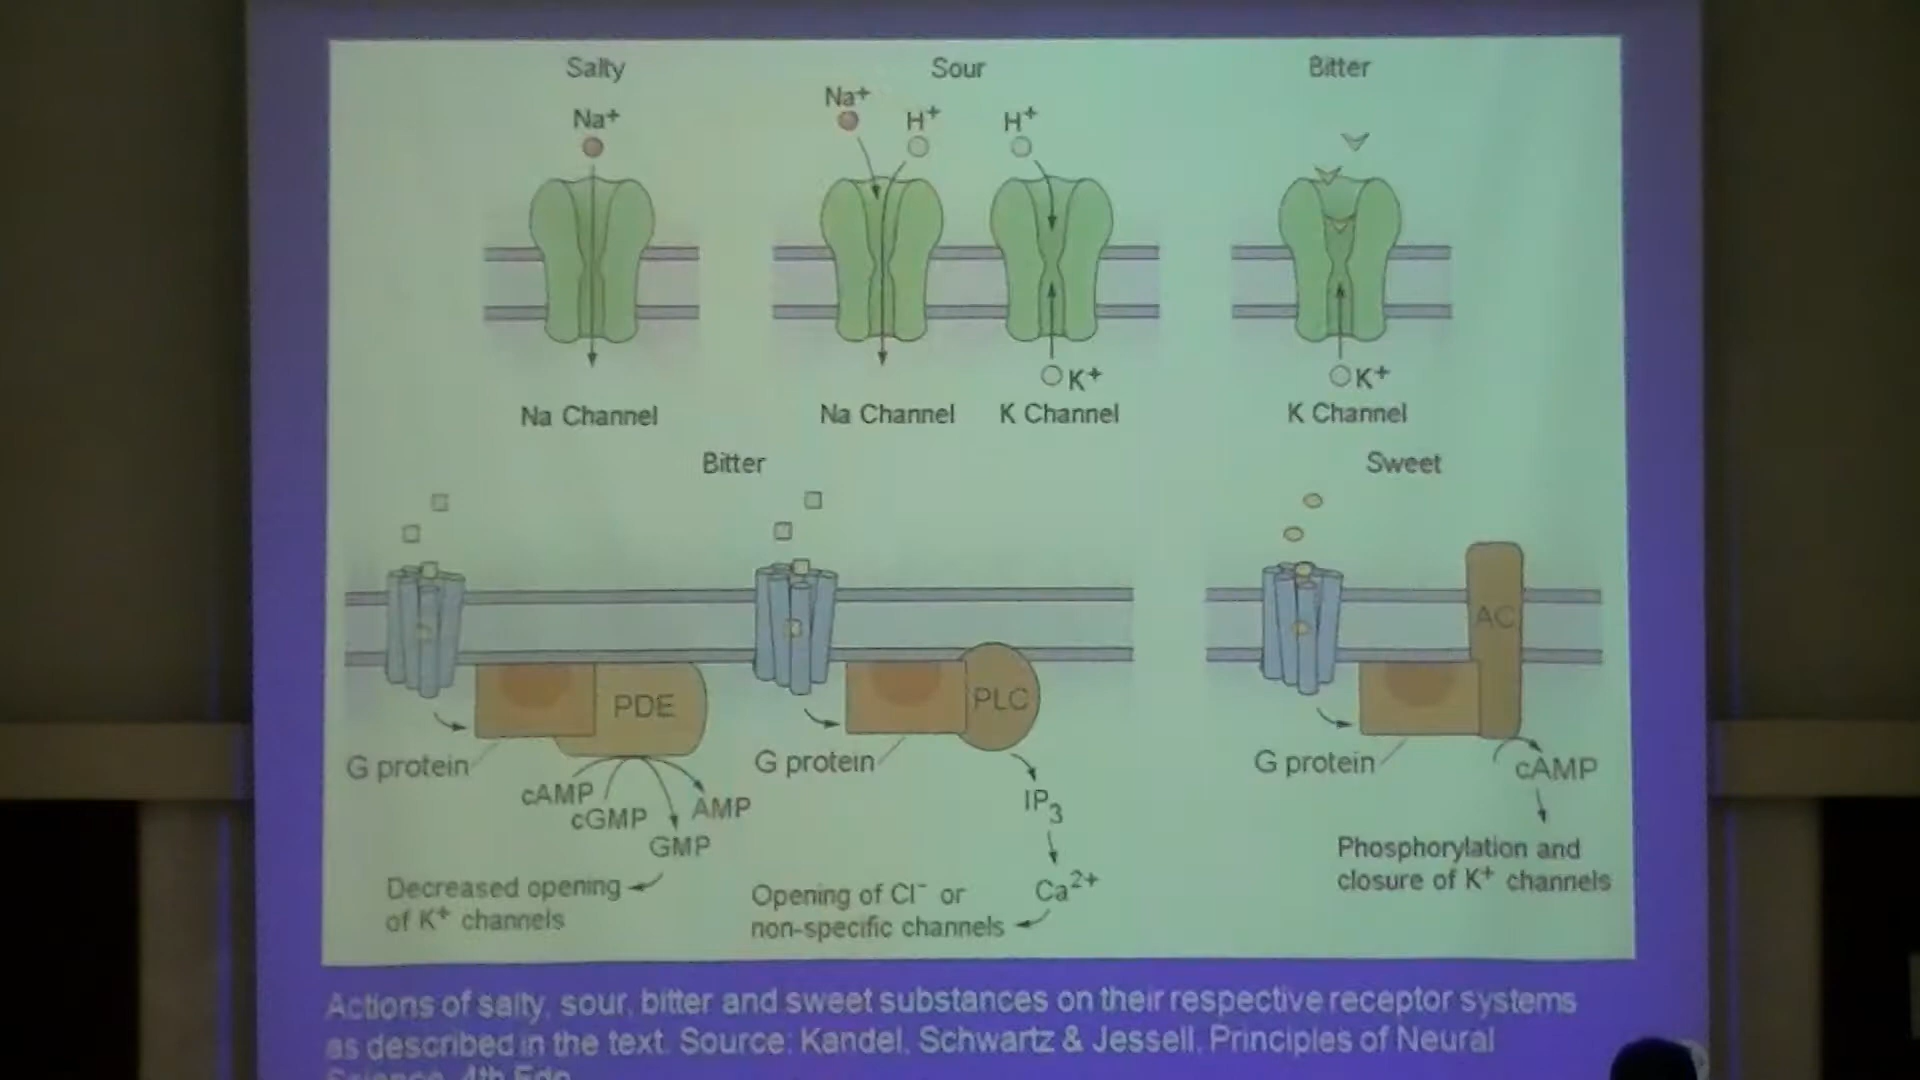 Salty
Sour
Bitter
Na+
Na+
H+
H+
K+
K+
Na Channel
Na Channel
K Channel
K Channel
Bitter
Sweet
AC
PDE
PLC
G protein
G protein
G protein
cAMP
cGMP
AMP
GMP
IP3
cAMP
Decreased opening
of K+ channels
Ca2+
Opening of Cl- or
non-specific channels
Phosphorylation and
closure of K+ channels
Actions of salty, sour, bitter and sweet substances on their respective receptor systems
as described in the text. Source: Kandel, Schwartz & Jessell, Principles of Neural
Science, 4th Edn